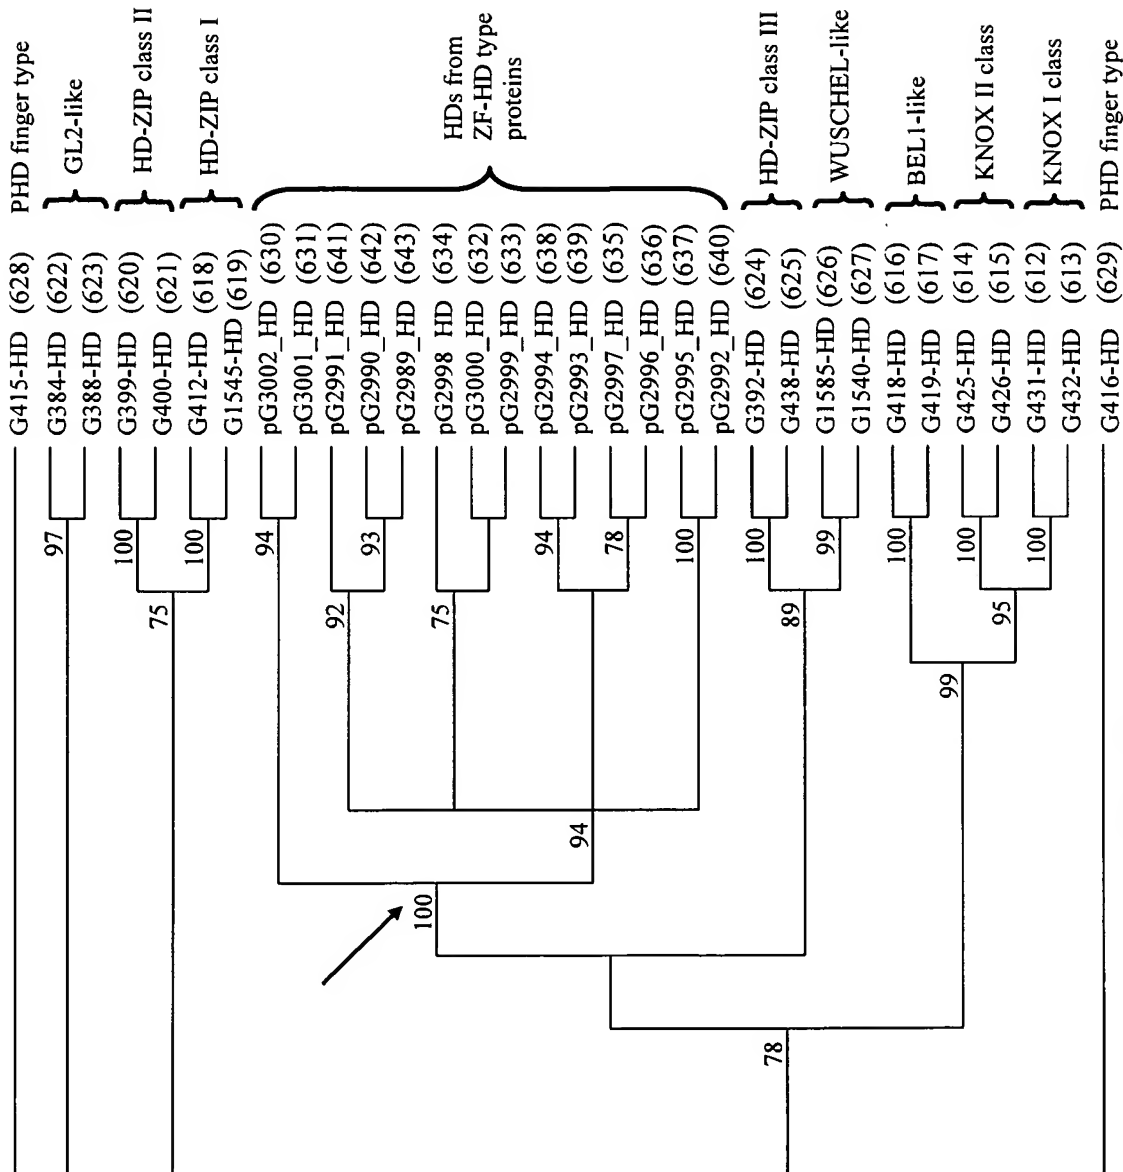 G415-HD (628) PHD finger type
G384-HD (622)
G388-HD (623)
GL2-like
G399-HD (620)
G400-HD (621)
HD-ZIP class II
G412-HD (618)
G1545-HD (619)
HD-ZIP class I
pG3002_HD (630)
pG3001_HD (631)
pG2991_HD (641)
pG2990_HD (642)
pG2989_HD (643)
pG2998_HD (634)
pG3000_HD (632)
pG2999_HD (633)
pG2994_HD (638)
pG2993_HD (639)
pG2997_HD (635)
pG2996_HD (636)
pG2995_HD (637)
pG2992_HD (640)
HDs from
ZF-HD type
proteins
G392-HD (624)
G438-HD (625)
HD-ZIP class III
G1585-HD (626)
G1540-HD (627)
WUSCHEL-like
G418-HD (616)
G419-HD (617)
BEL1-like
G425-HD (614)
G426-HD (615)
KNOX II class
G431-HD (612)
G432-HD (613)
KNOX I class
G416-HD (629) PHD finger type
97
100
100
75
94
93
92
75
94
78
100
94
100
100
99
89
100
100
100
95
99
78